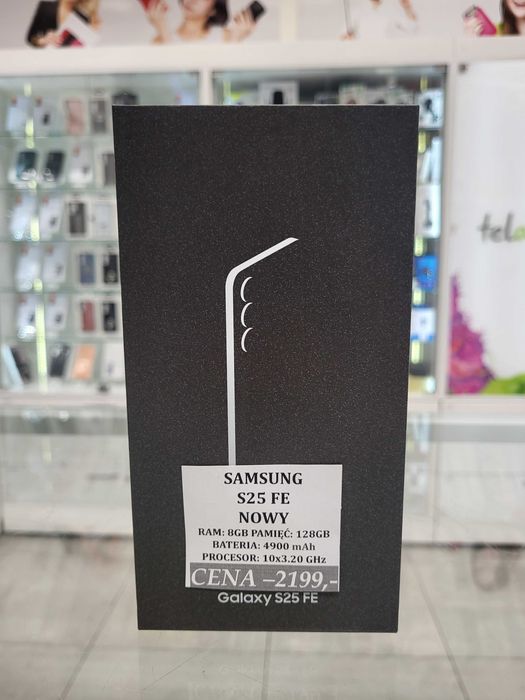 SAMSUNG
S25 FE
NOWY
RAM: 8GB PAMIĘĆ: 128GB
BATERIA: 4900 mAh
PROCESOR: 10x3.20 GHz
CENA –2199,-
Galaxy S25 FE